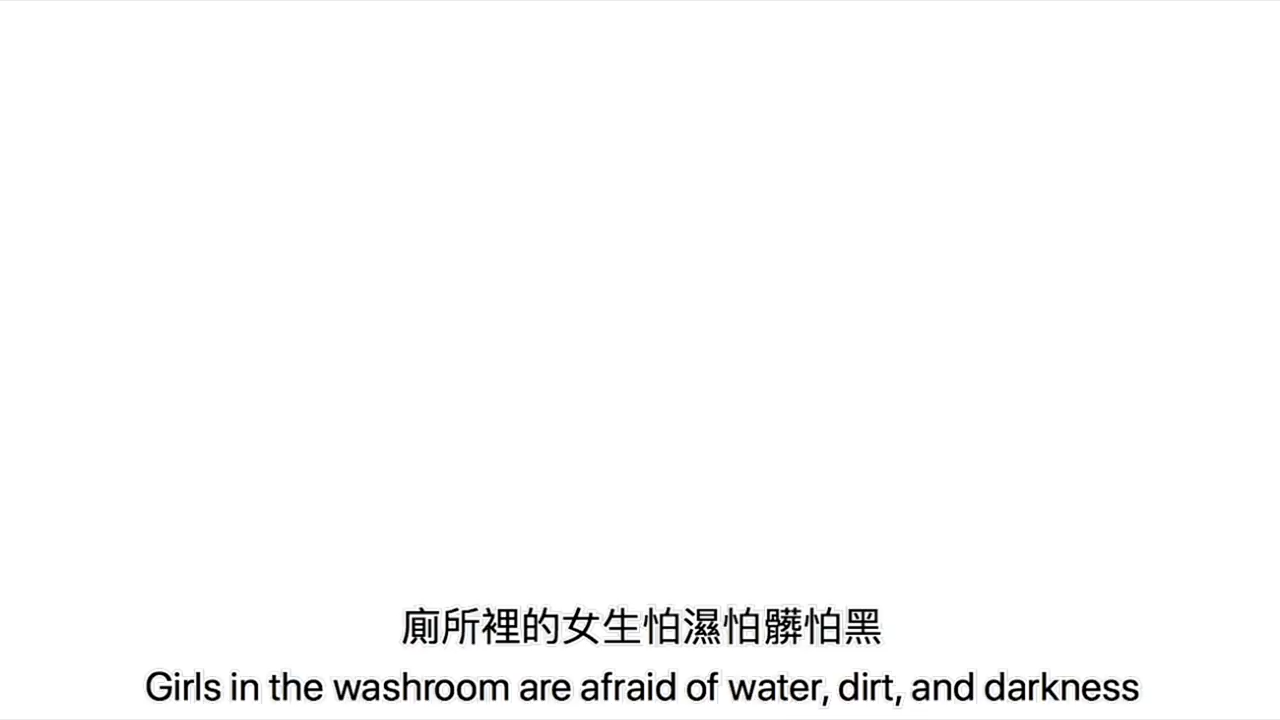 廁所裡的女生怕濕怕髒怕黑
Girls in the washroom are afraid of water, dirt, and darkness